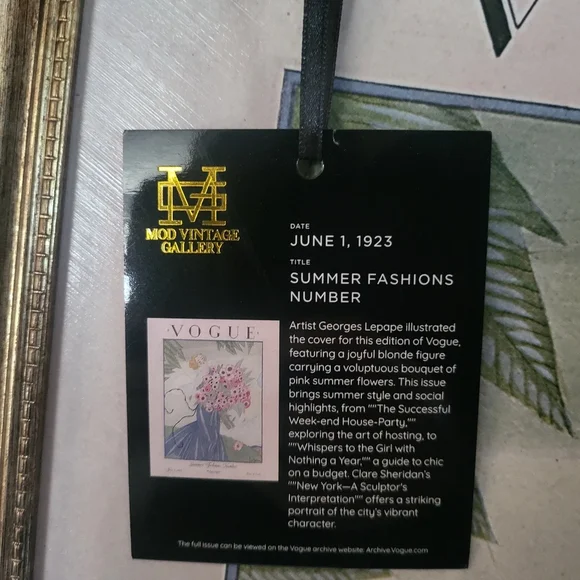 MOD VINTAGE
GALLERY
DATE
JUNE 1, 1923
TITLE
SUMMER FASHIONS
NUMBER
VOGUE
Artist Georges Lepape illustrated
the cover for this edition of Vogue,
featuring a joyful blonde figure
carrying a voluptuous bouquet of
pink summer flowers. This issue
brings summer style and social
highlights, from ""The Successful
Week-end House-Party,""
exploring the art of hosting, to
""Whispers to the Girl with
Nothing a Year,"" a guide to chic
on a budget. Clare Sheridan's
""New York—A Sculptor's
Interpretation"" offers a striking
portrait of the city's vibrant
character.
The full issue can be viewed on the Vogue archive website: Archive.Vogue.com